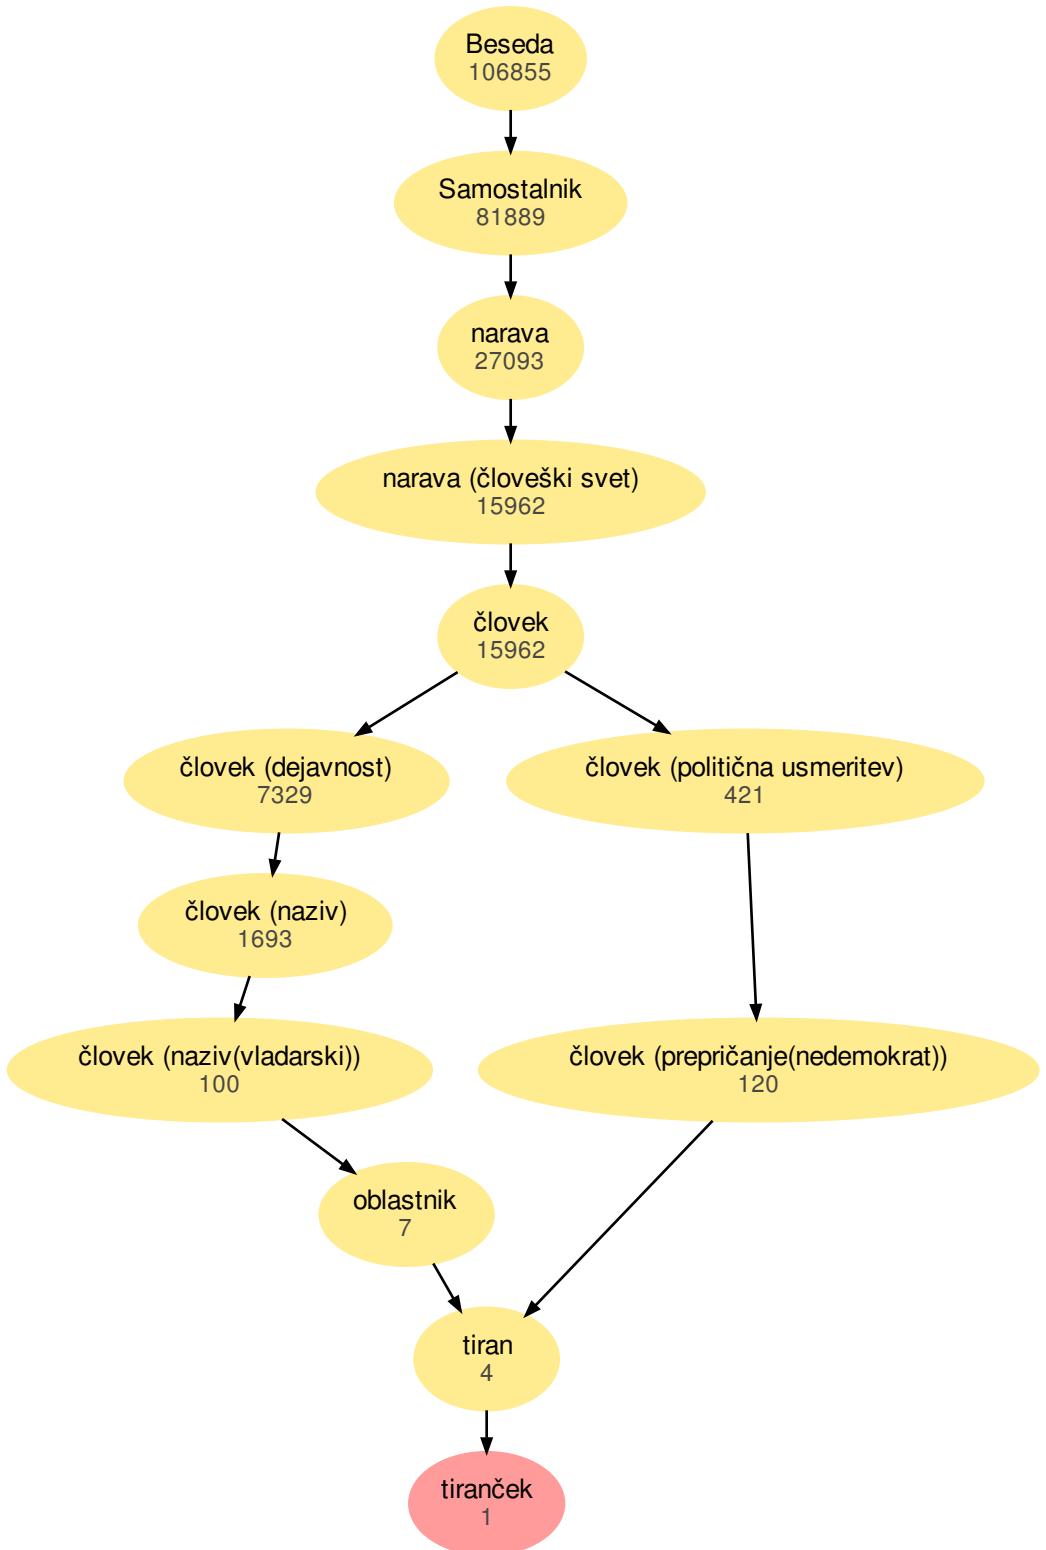 Beseda
106855
Samostalnik
81889
narava
27093
narava (človeški svet)
15962
človek
15962
človek (dejavnost)
7329
človek (politična usmeritev)
421
človek (naziv)
1693
človek (naziv(vladarski))
100
človek (prepričanje(nedemokrat))
120
oblastnik
7
tiran
4
tiranček
1